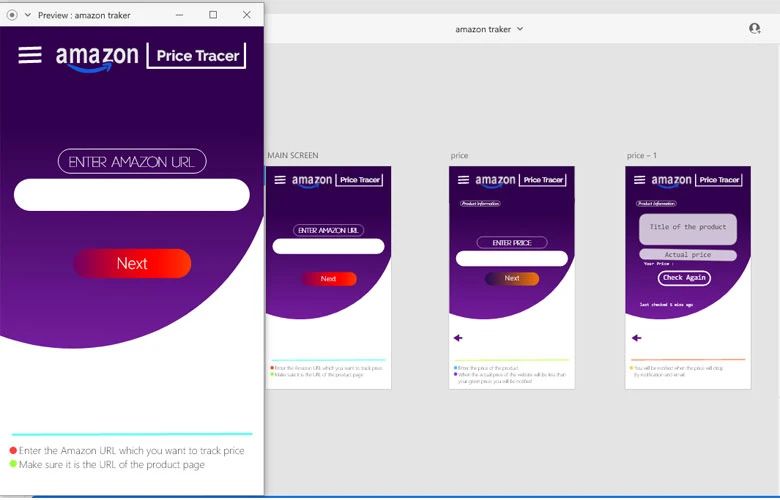 Preview : amazon traker
amazon traker
amazon Price Tracer
ENTER AMAZON URL
Next
Enter the Amazon URL which you want to track price
Make sure it is the URL of the product page
MAIN SCREEN
amazon Price Tracer
ENTER AMAZON URL
Next
Enter the Amazon URL which you want to track price
Make sure it is the URL of the product page
price
amazon Price Tracer
Product Information
ENTER PRICE
Next
Enter the price of the product
When the actual price of the website will be less than
your given price you will be notified
price – 1
amazon Price Tracer
Product Information
Title of the product
Actual price
Your Price :
Check Again
last checked 5 mins ago
You will be notified when the price will drop
by notification and email